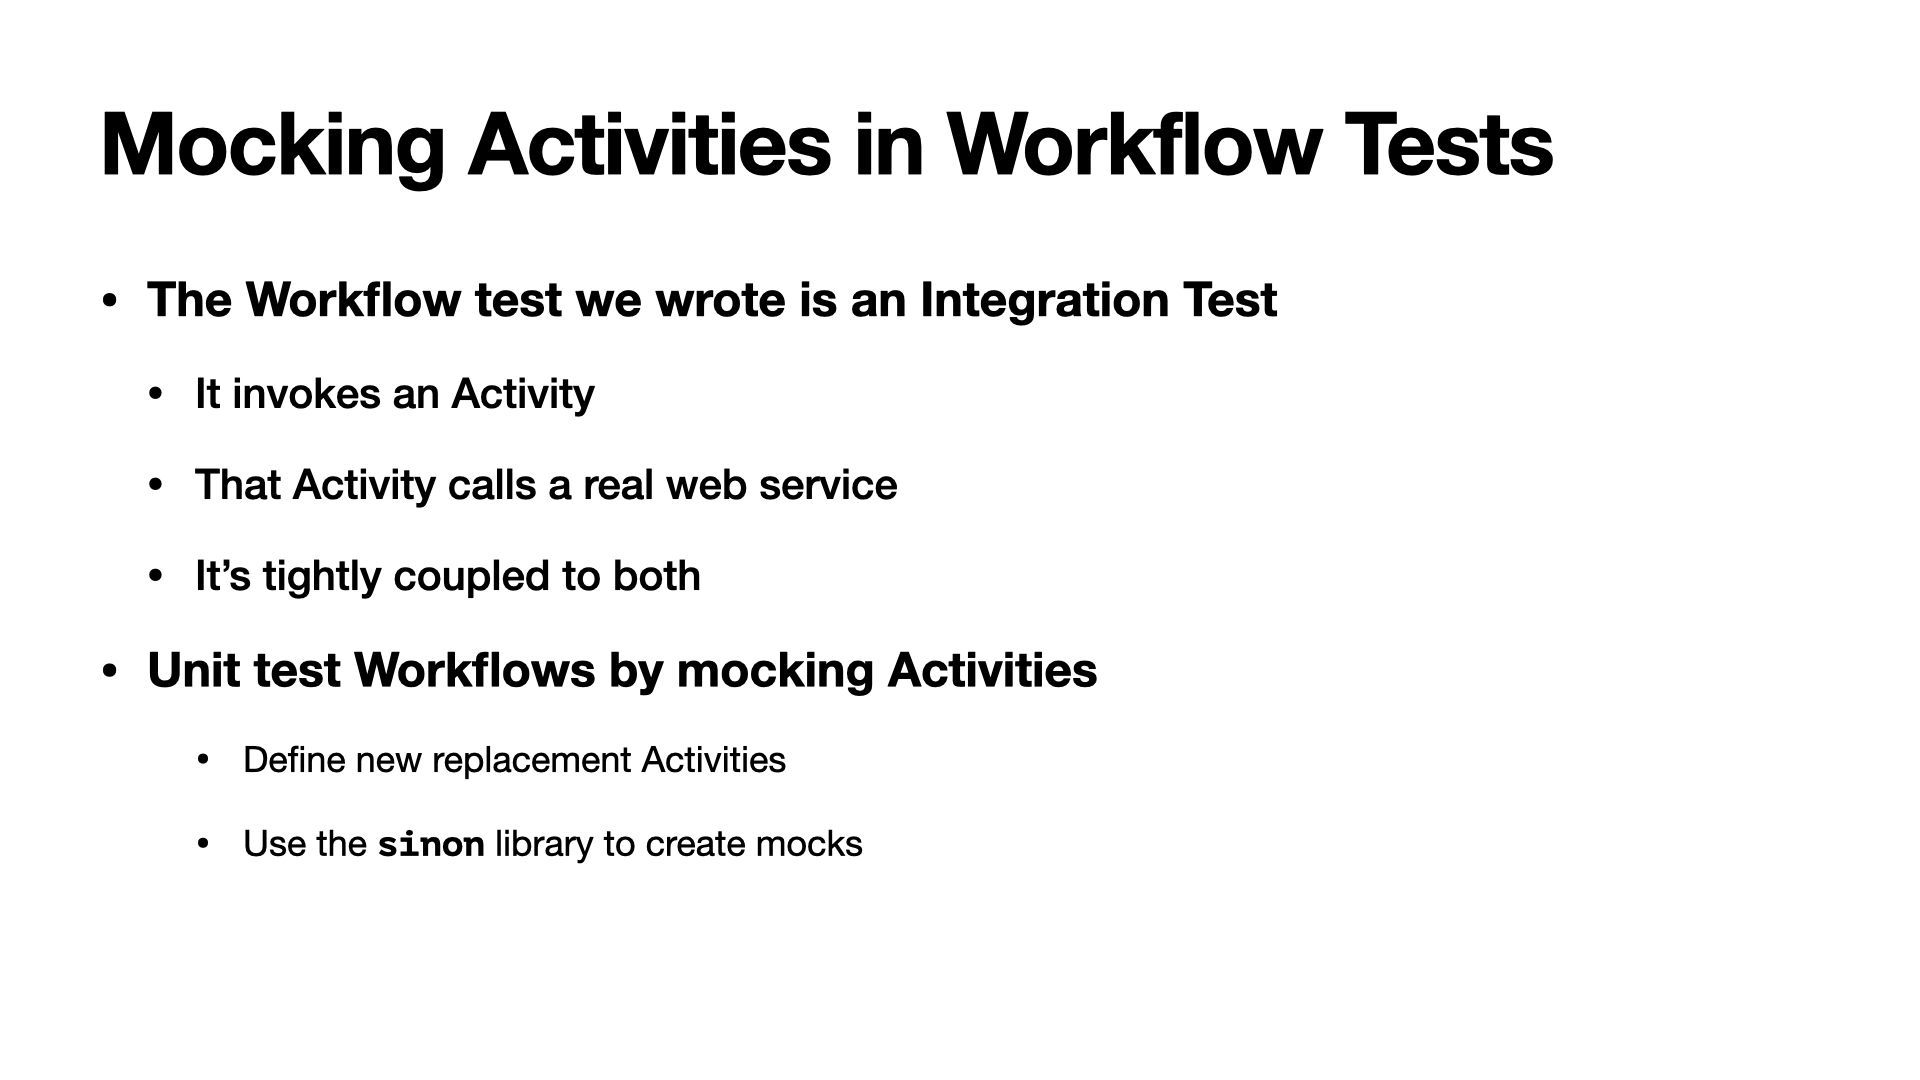 Mocking Activities in Workflow Tests
• The Workflow test we wrote is an Integration Test
• It invokes an Activity
• That Activity calls a real web service
• It’s tightly coupled to both
• Unit test Workflows by mocking Activities
• Define new replacement Activities
• Use the sinon library to create mocks